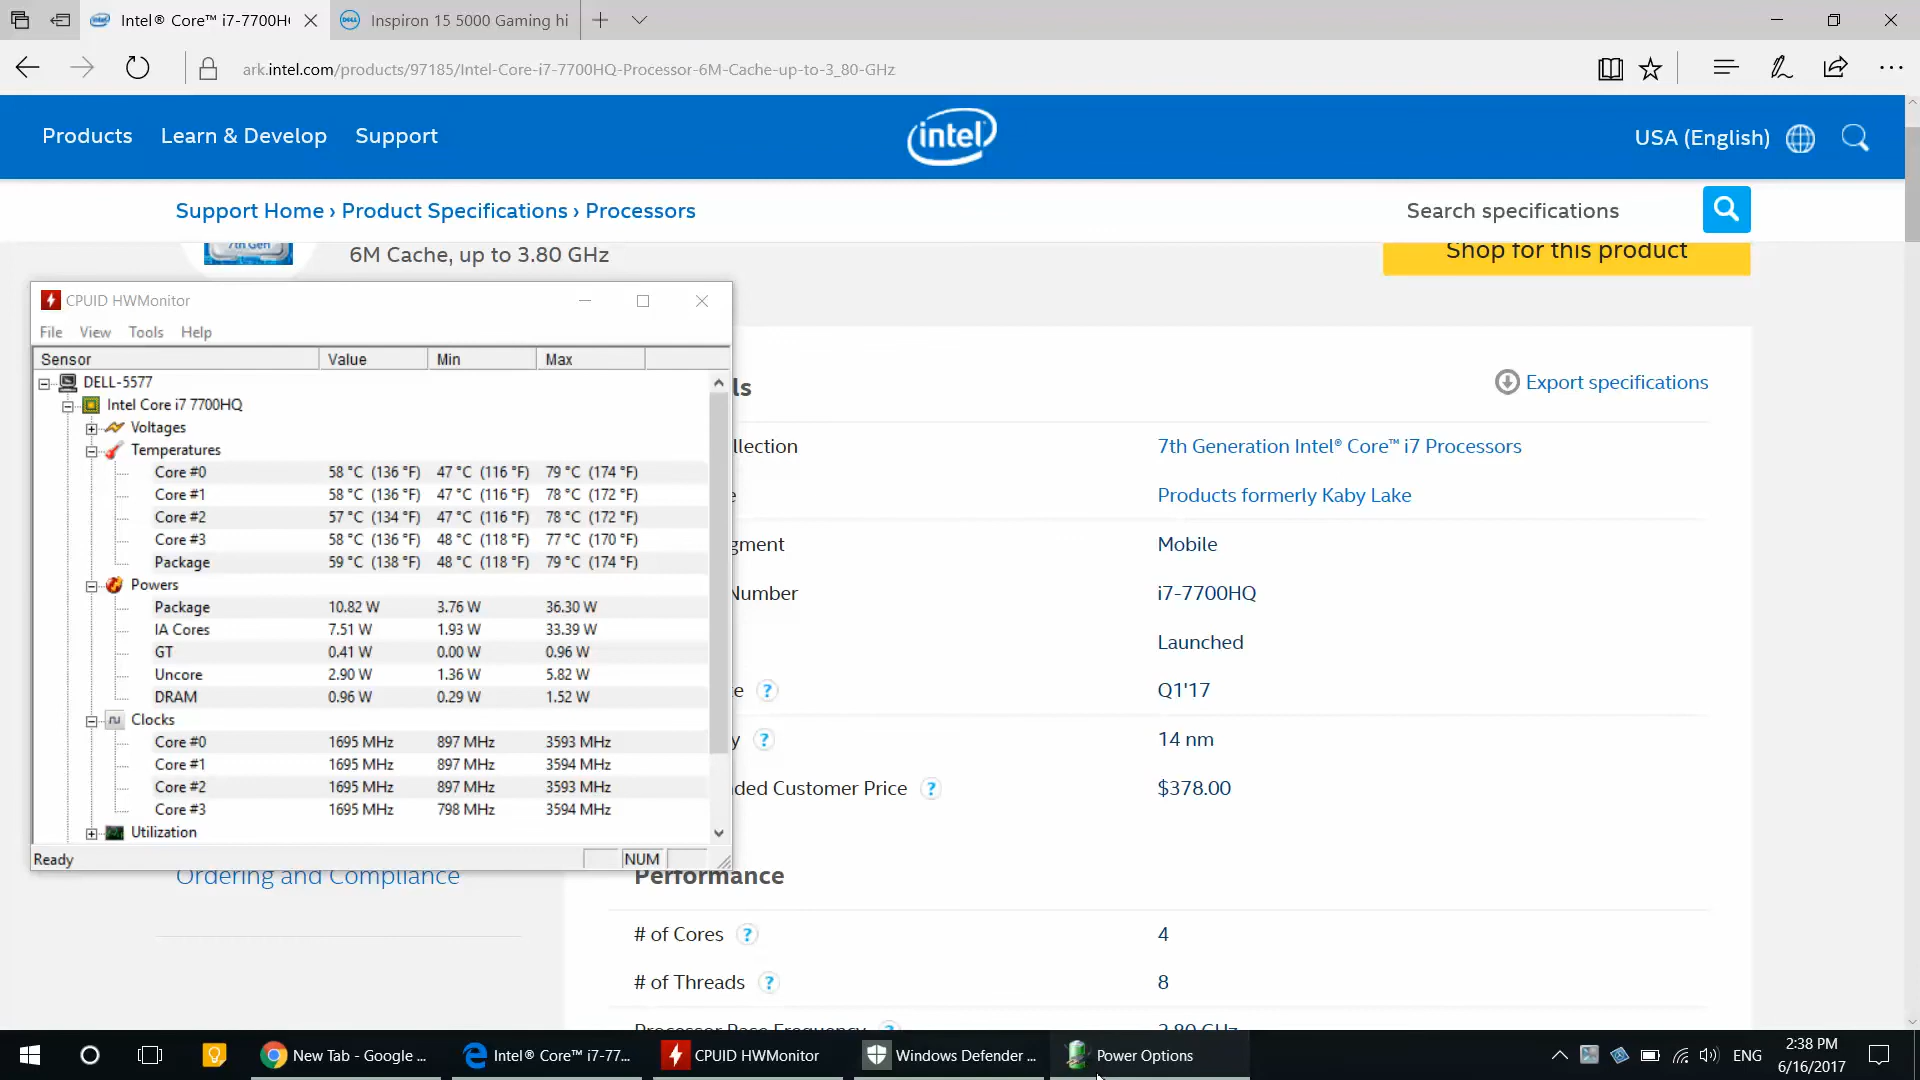 Intel® Core™ i7-7700H
Inspiron 15 5000 Gaming hi
ark.intel.com/products/97185/Intel-Core-i7-7700HQ-Processor-6M-Cache-up-to-3_80-GHz
Products Learn & Develop Support
intel
USA (English)
Support Home › Product Specifications › Processors
Search specifications
7th Gen
6M Cache, up to 3.80 GHz
Shop for this product
CPUID HWMonitor
File View Tools Help
Sensor Value Min Max
DELL-5577
Intel Core i7 7700HQ
Voltages
Temperatures
Core #0 58 °C (136 °F) 47 °C (116 °F) 79 °C (174 °F)
Core #1 58 °C (136 °F) 47 °C (116 °F) 78 °C (172 °F)
Core #2 57 °C (134 °F) 47 °C (116 °F) 78 °C (172 °F)
Core #3 58 °C (136 °F) 48 °C (118 °F) 77 °C (170 °F)
Package 59 °C (138 °F) 48 °C (118 °F) 79 °C (174 °F)
Powers
Package 10.82 W 3.76 W 36.30 W
IA Cores 7.51 W 1.93 W 33.39 W
GT 0.41 W 0.00 W 0.96 W
Uncore 2.90 W 1.36 W 5.82 W
DRAM 0.96 W 0.29 W 1.52 W
Clocks
Core #0 1695 MHz 897 MHz 3593 MHz
Core #1 1695 MHz 897 MHz 3594 MHz
Core #2 1695 MHz 897 MHz 3593 MHz
Core #3 1695 MHz 798 MHz 3594 MHz
Utilization
Ready NUM
ls
Export specifications
llection 7th Generation Intel® Core™ i7 Processors
e Products formerly Kaby Lake
gment Mobile
Number i7-7700HQ
Launched
e ? Q1'17
y ? 14 nm
ded Customer Price ? $378.00
Ordering and Compliance
Performance
# of Cores ? 4
# of Threads ? 8
Processor Base Frequency ? 2.80 GHz
New Tab - Google ...
Intel® Core™ i7-77...
CPUID HWMonitor
Windows Defender ...
Power Options
ENG
2:38 PM
6/16/2017